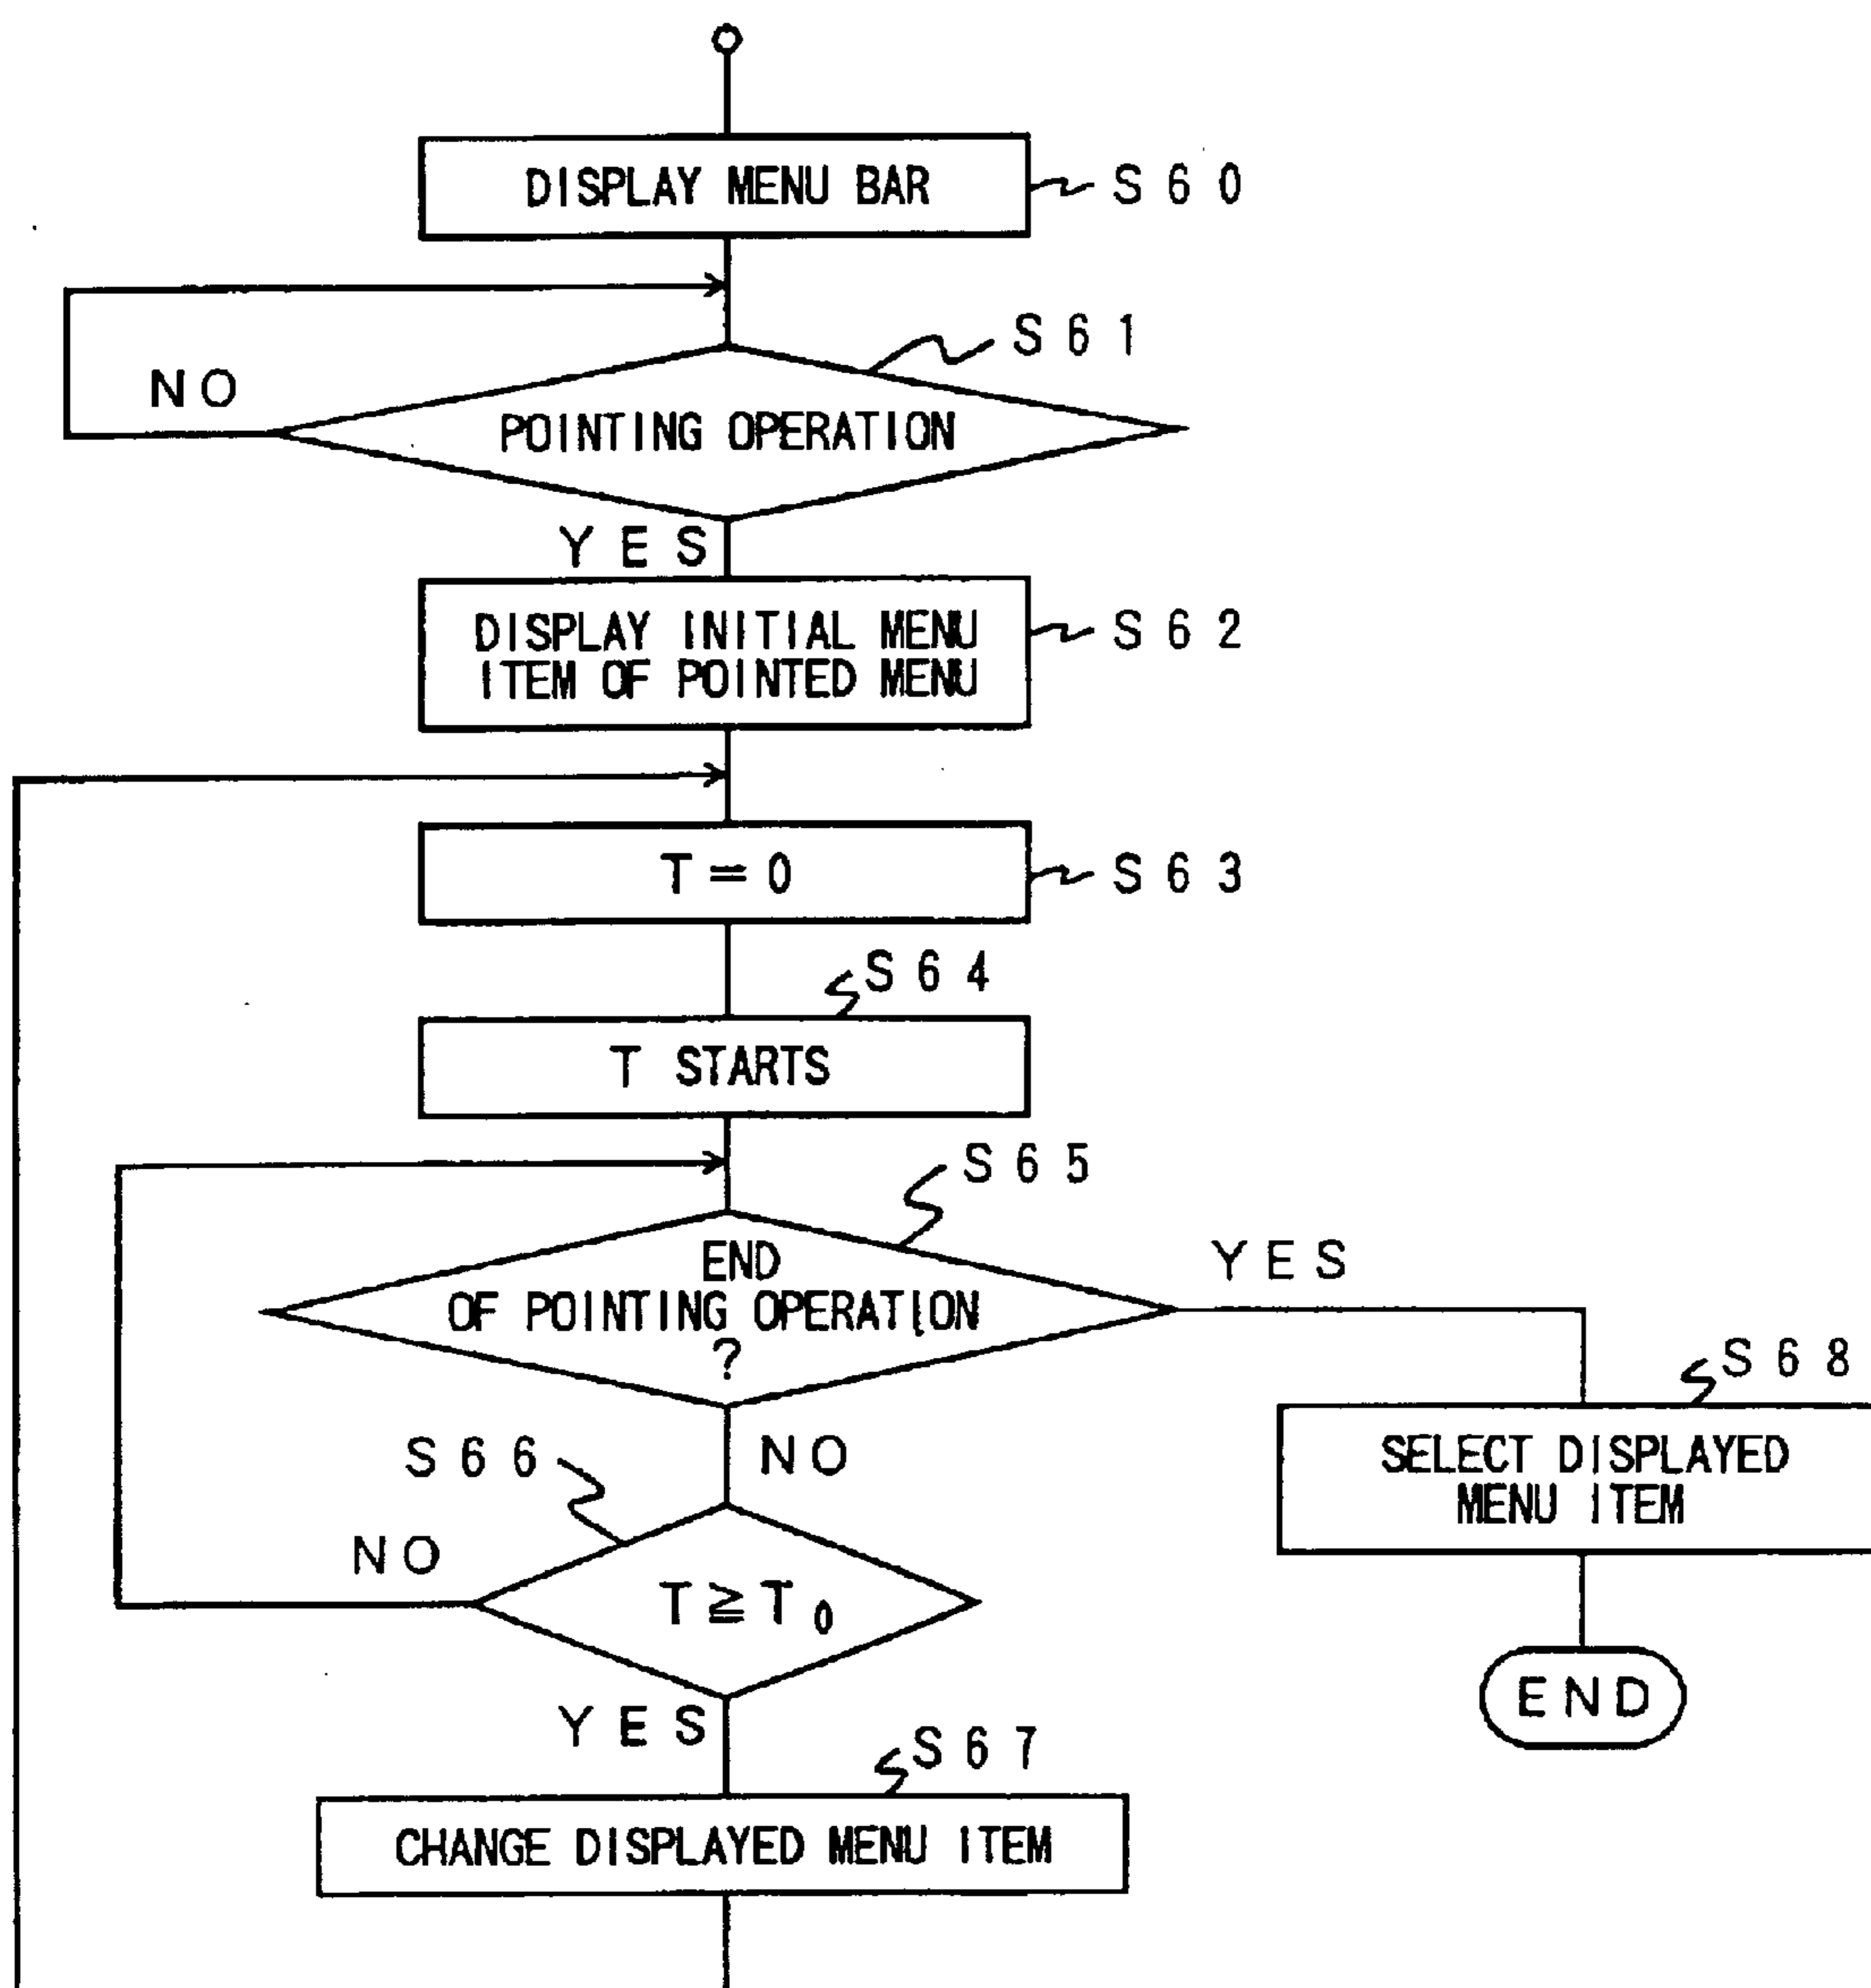 DISPLAY MENU BAR
S60
S61
NO
POINTING OPERATION
YES
DISPLAY INITIAL MENU
ITEM OF POINTED MENU
S62
T=0
S63
S64
T STARTS
S65
END
OF POINTING OPERATION
?
YES
S68
SELECT DISPLAYED
MENU ITEM
S66
NO
NO
T≧T₀
END
YES
S67
CHANGE DISPLAYED MENU ITEM